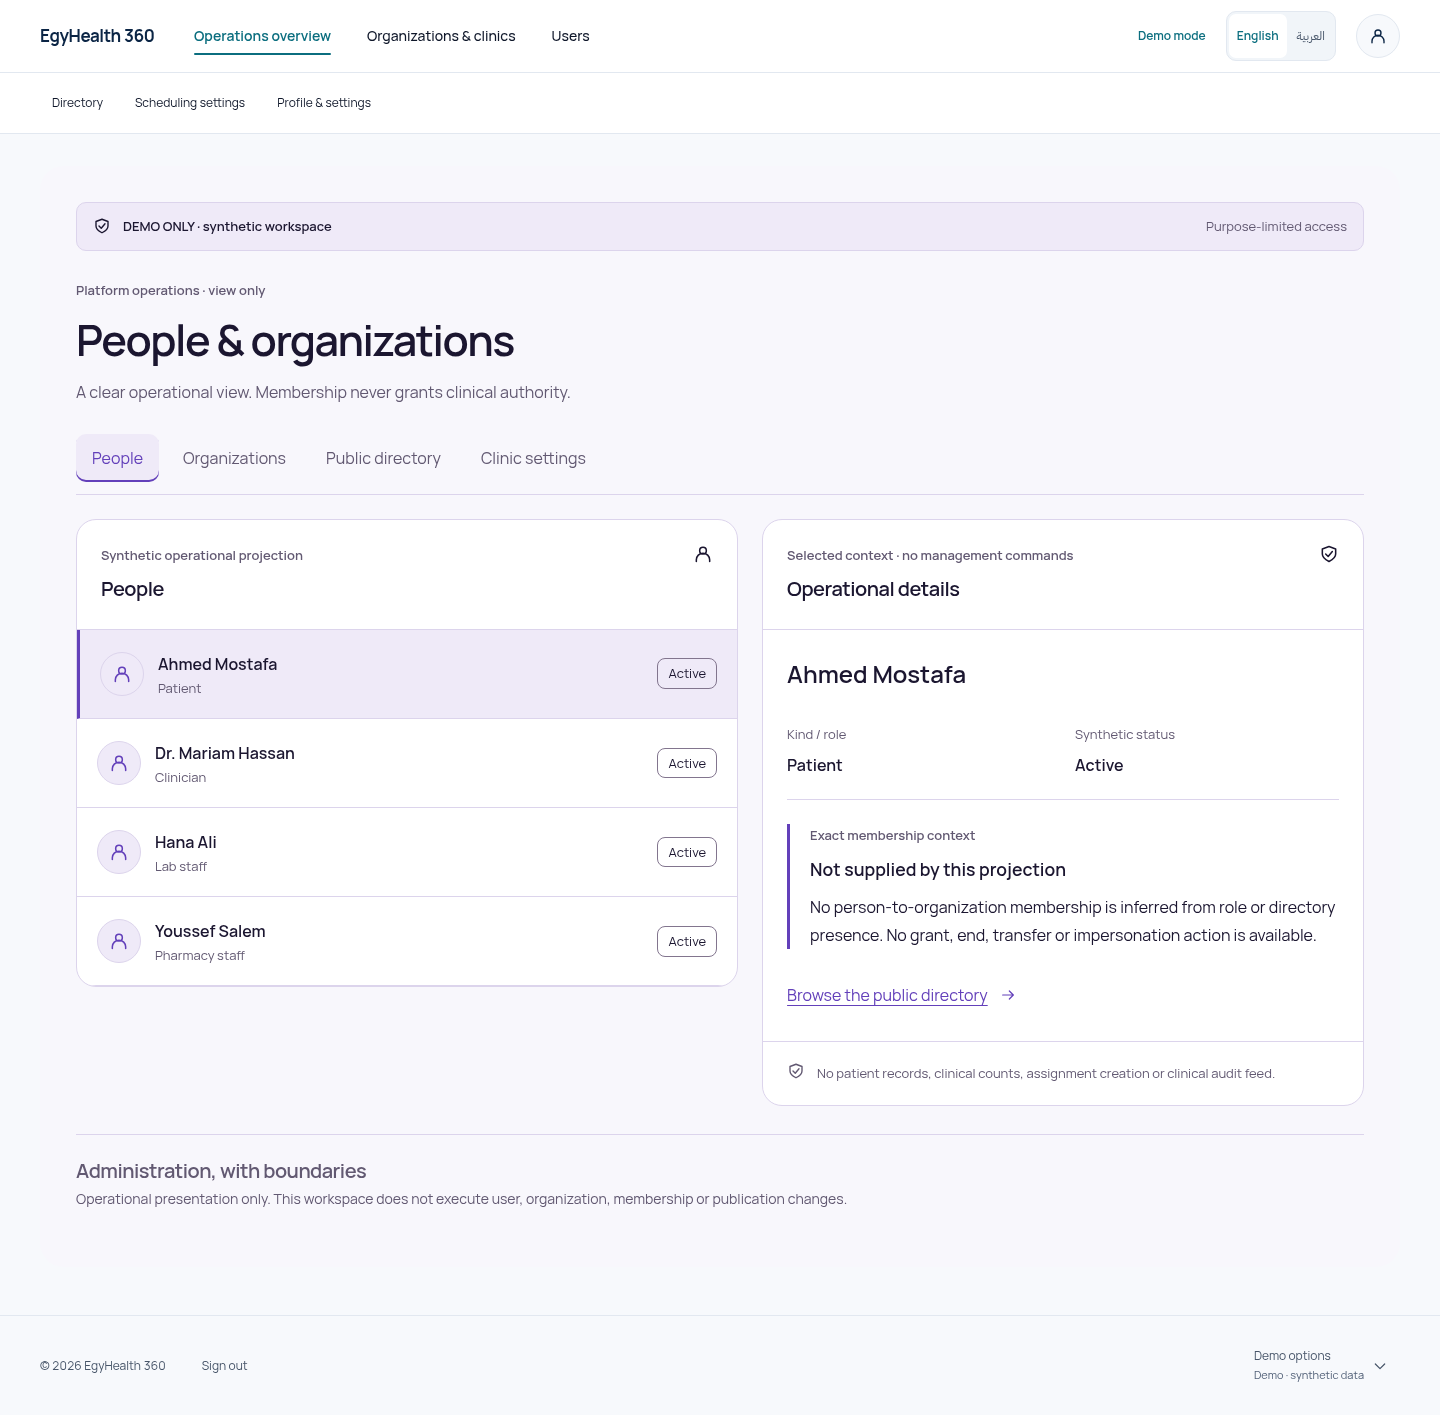 EgyHealth 360
Operations overview
Organizations & clinics
Users
Demo mode
English
العربية
Directory
Scheduling settings
Profile & settings
DEMO ONLY · synthetic workspace
Purpose-limited access
Platform operations · view only
People & organizations
A clear operational view. Membership never grants clinical authority.
People
Organizations
Public directory
Clinic settings
Synthetic operational projection
People
Ahmed Mostafa
Patient
Active
Dr. Mariam Hassan
Clinician
Active
Hana Ali
Lab staff
Active
Youssef Salem
Pharmacy staff
Active
Selected context · no management commands
Operational details
Ahmed Mostafa
Kind / role
Patient
Synthetic status
Active
Exact membership context
Not supplied by this projection
No person-to-organization membership is inferred from role or directory
presence. No grant, end, transfer or impersonation action is available.
Browse the public directory
No patient records, clinical counts, assignment creation or clinical audit feed.
Administration, with boundaries
Operational presentation only. This workspace does not execute user, organization, membership or publication changes.
© 2026 EgyHealth 360
Sign out
Demo options
Demo · synthetic data